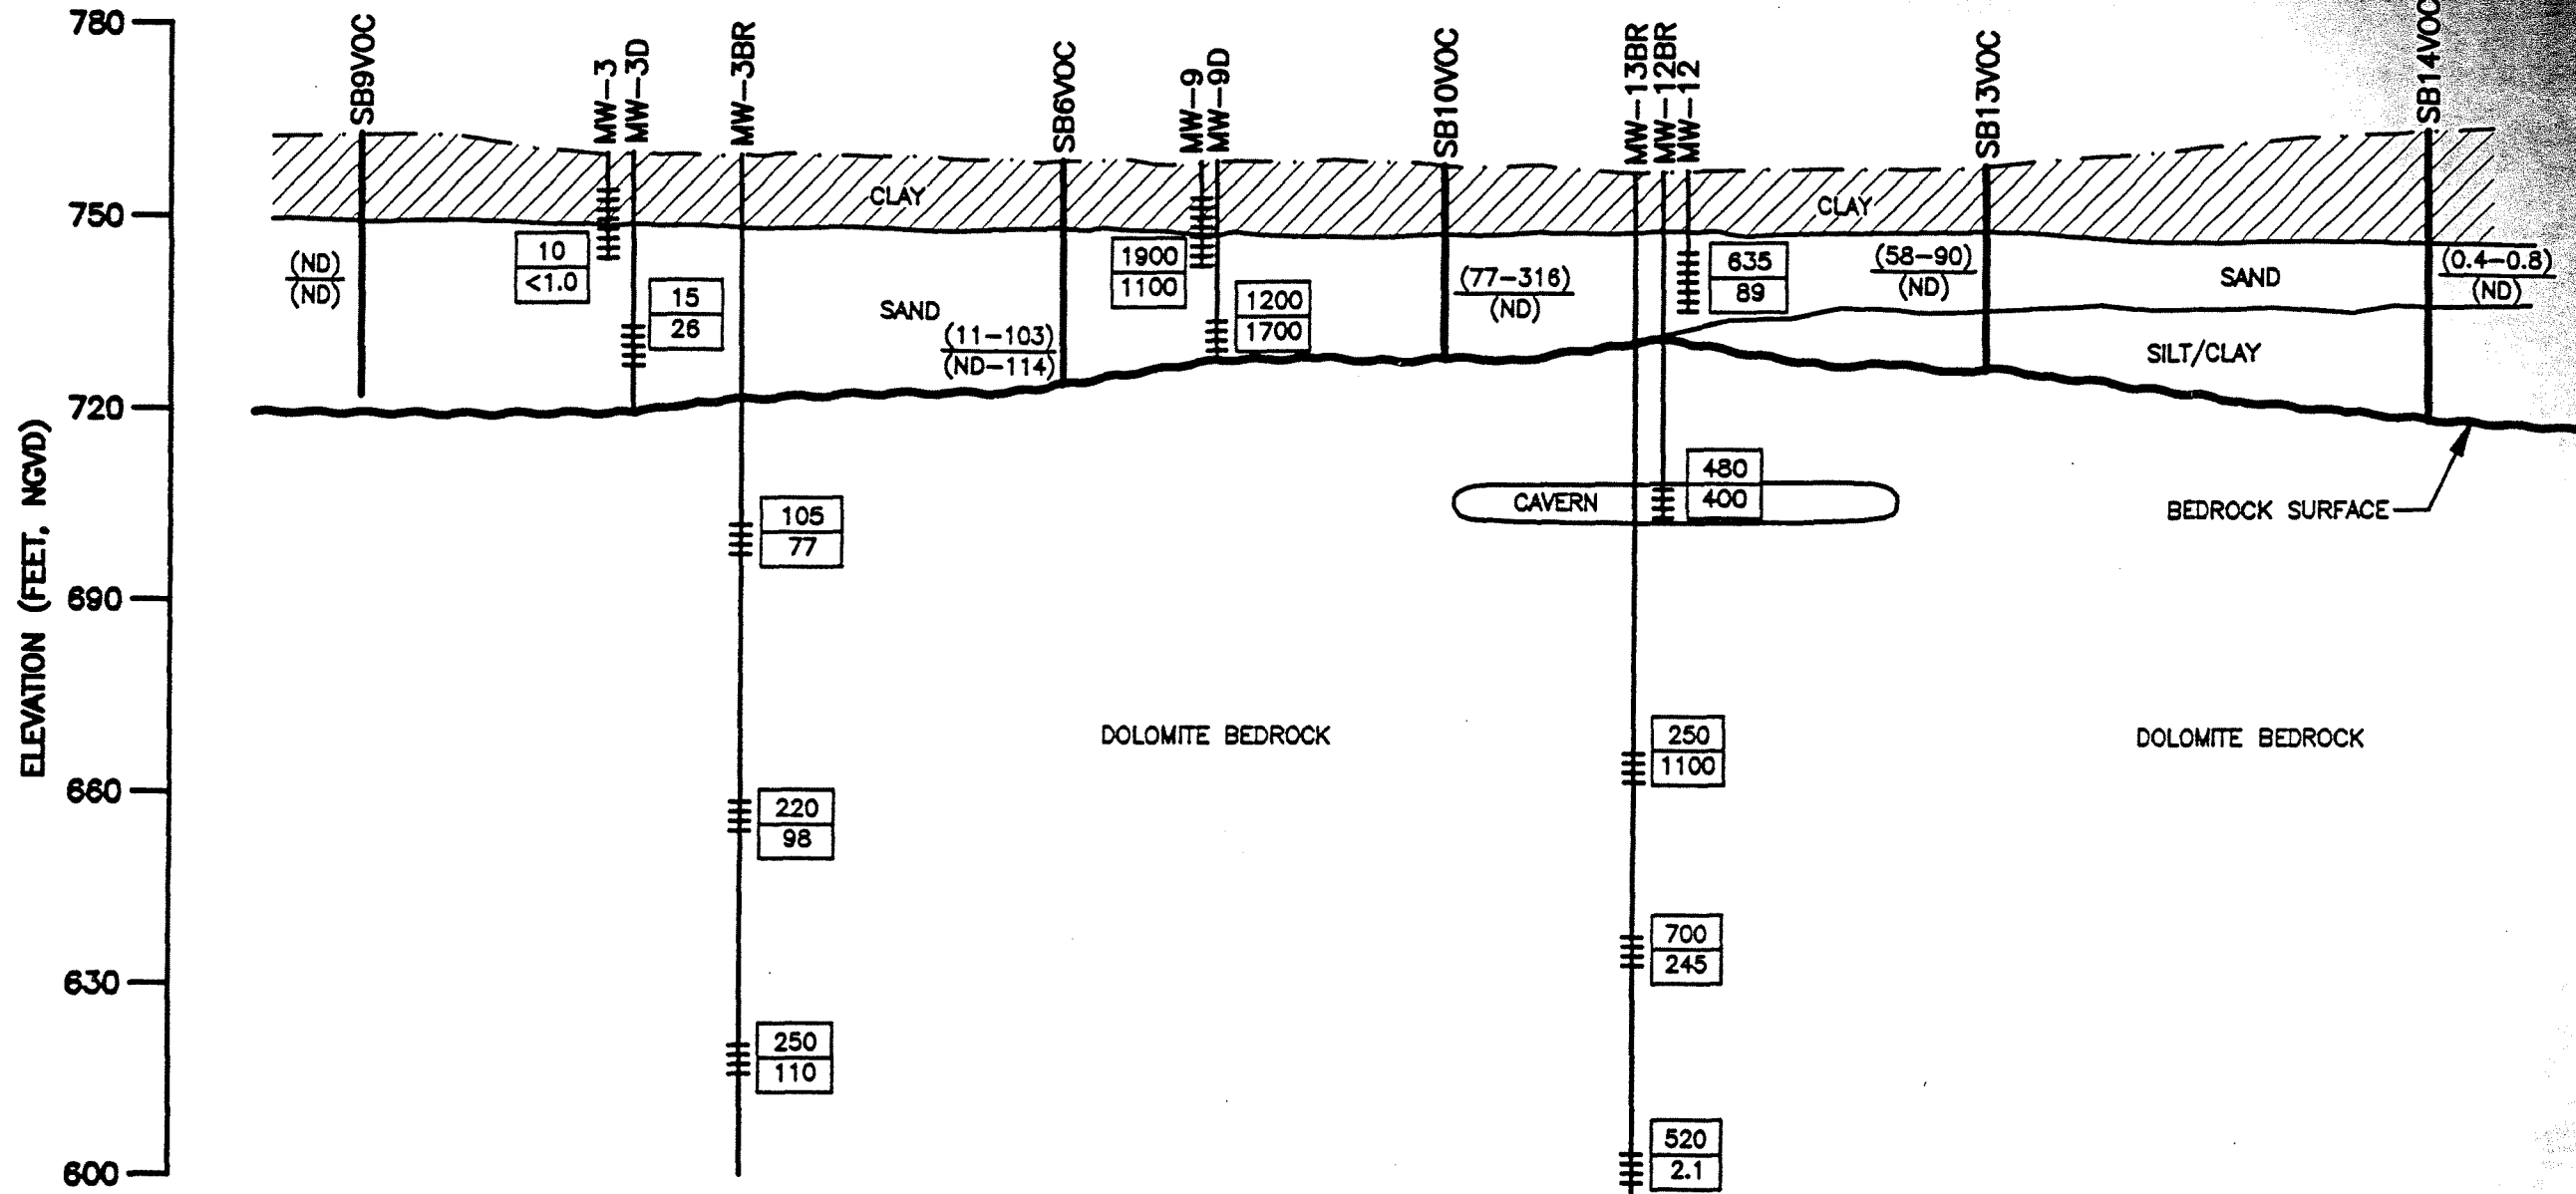 780
750
720
690
660
630
600
ELEVATION (FEET, NGVD)
SB9VOC
MW-3
MW-3D
MW-3BR
SB6VOC
MW-9
MW-9D
SB10VOC
MW-13BR
MW-12BR
MW-12
SB13VOC
SB14VOC
CLAY
CLAY
(ND)
(ND)
10
<1.0
15
26
SAND
(11-103)
(ND-114)
1900
1100
1200
1700
(77-316)
(ND)
635
89
(58-90)
(ND)
SAND
(0.4-0.8)
(ND)
SILT/CLAY
105
77
CAVERN
480
400
BEDROCK SURFACE
DOLOMITE BEDROCK
250
1100
DOLOMITE BEDROCK
220
98
700
245
250
110
520
2.1